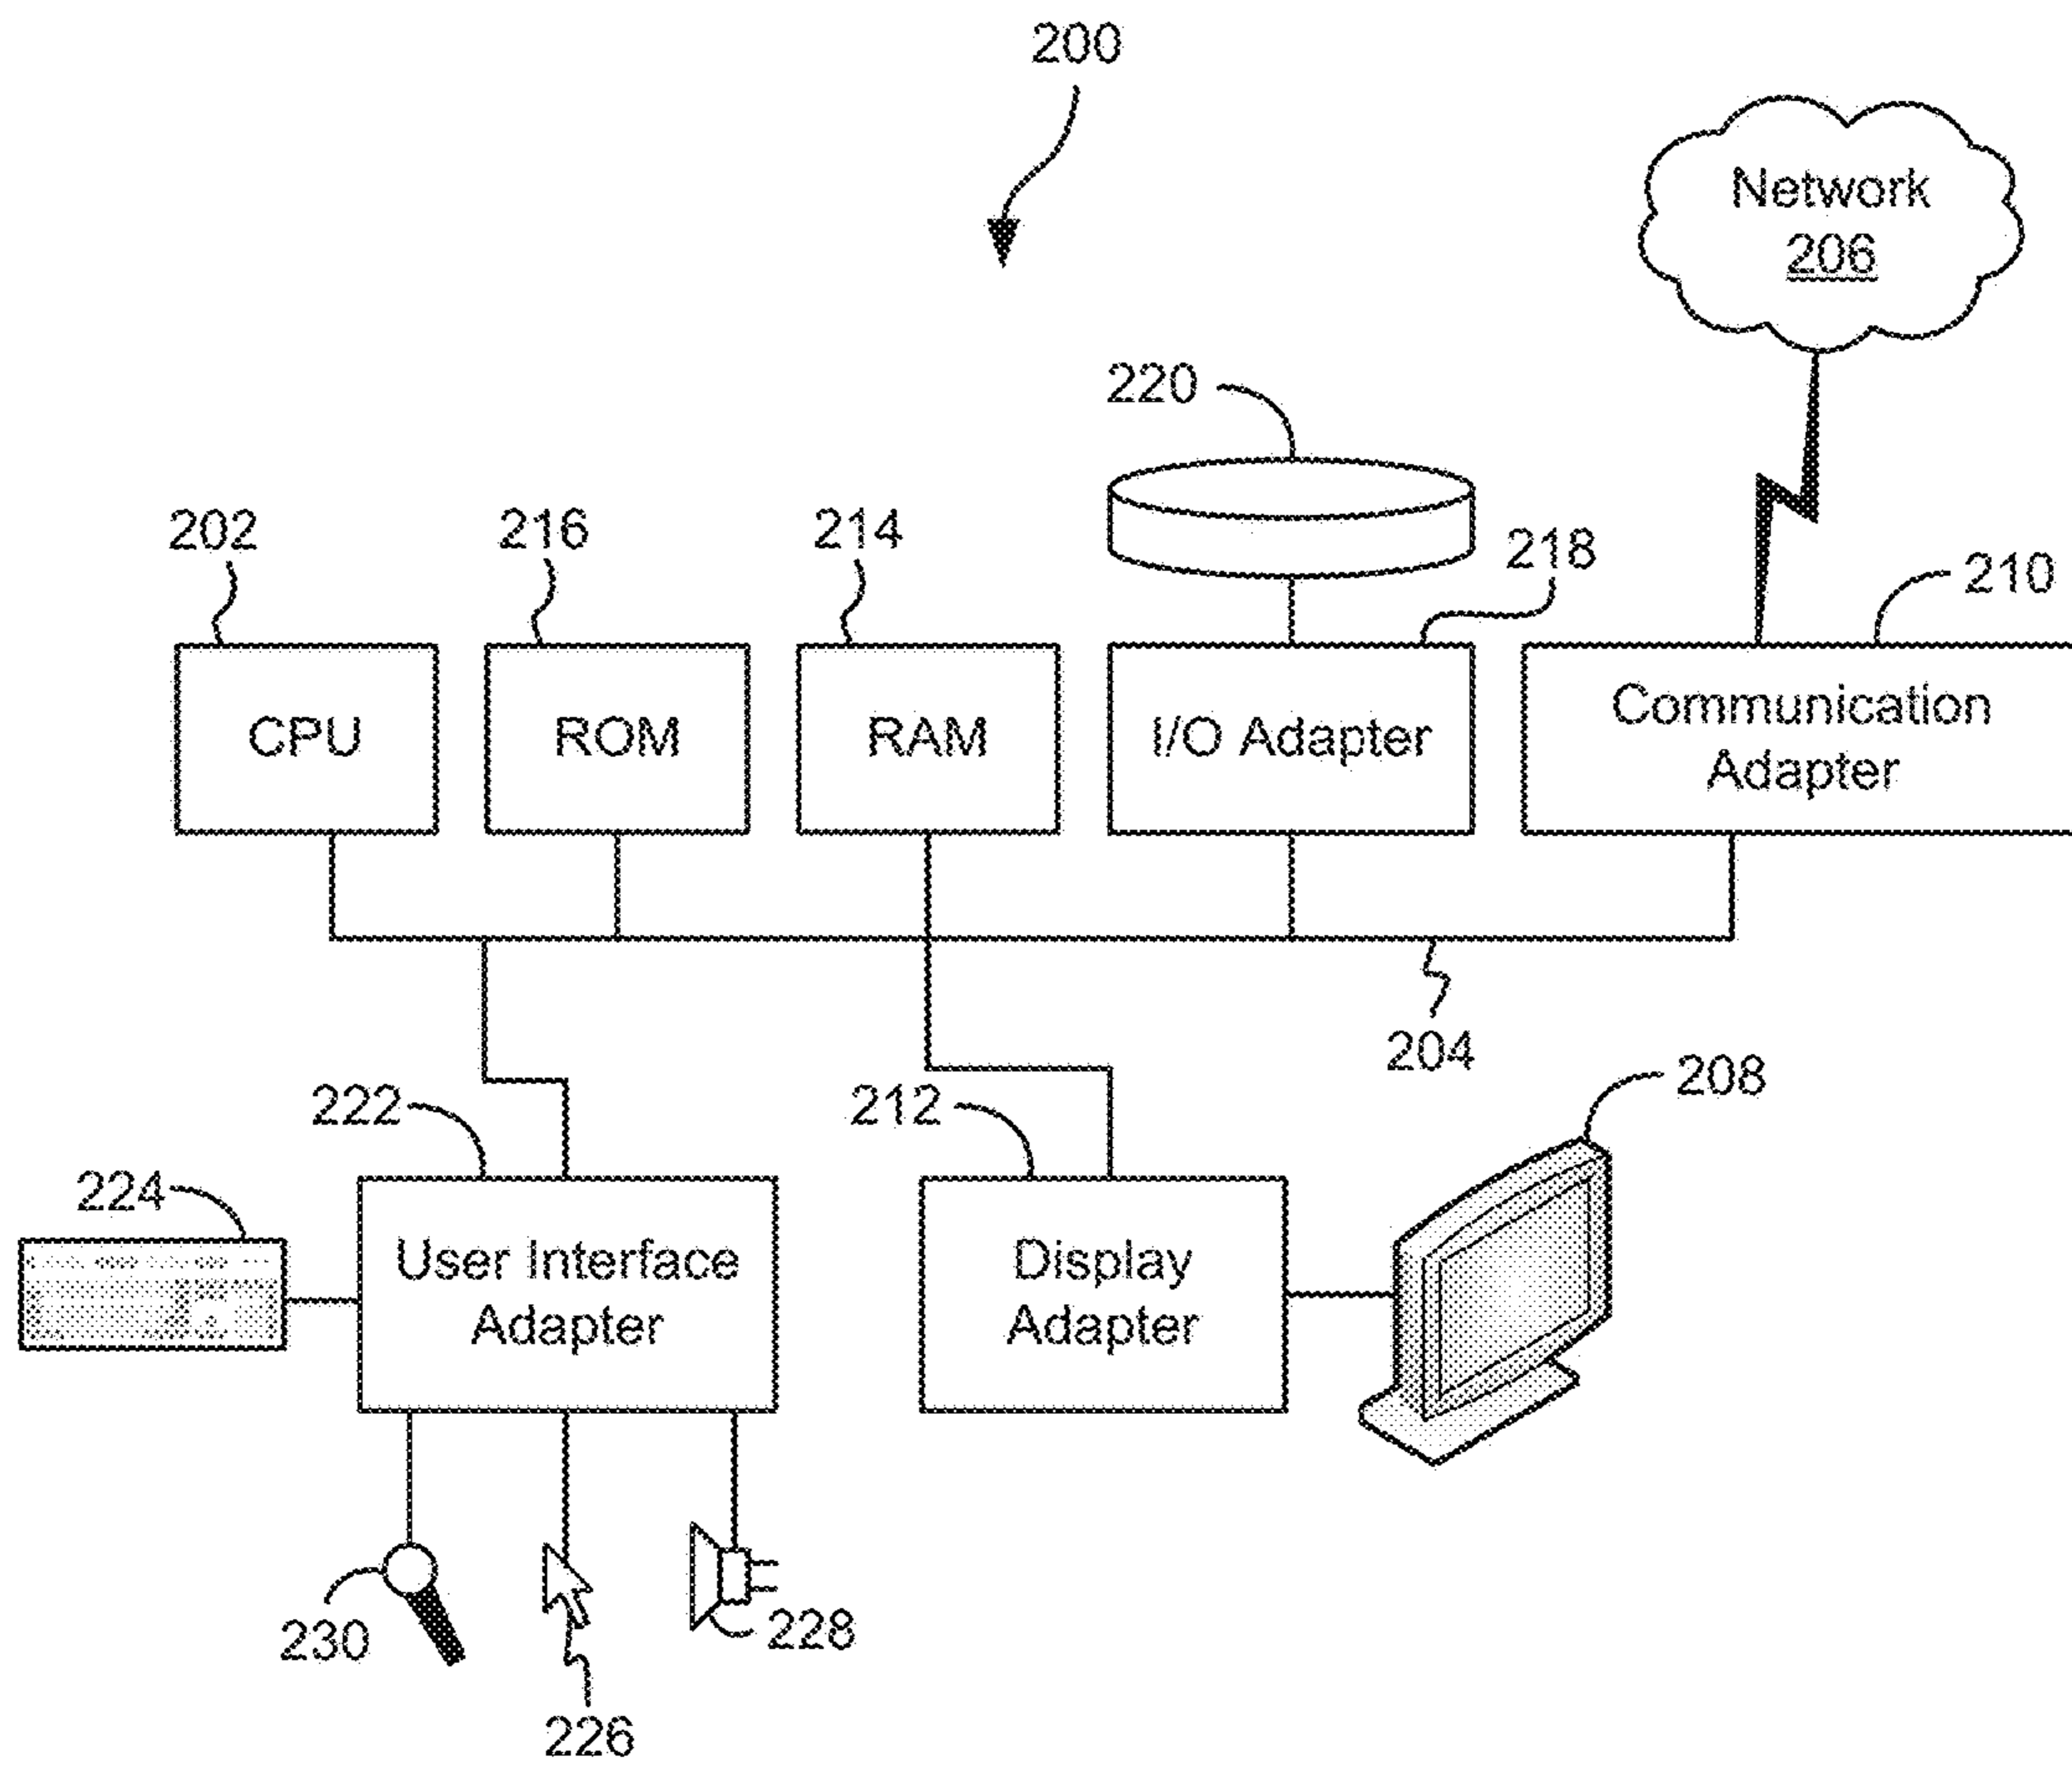 200
Network
206
220
202
216
214
218
210
CPU
ROM
RAM
I/O Adapter
Communication
Adapter
204
208
222
212
224
User Interface
Adapter
Display
Adapter
230
228
226